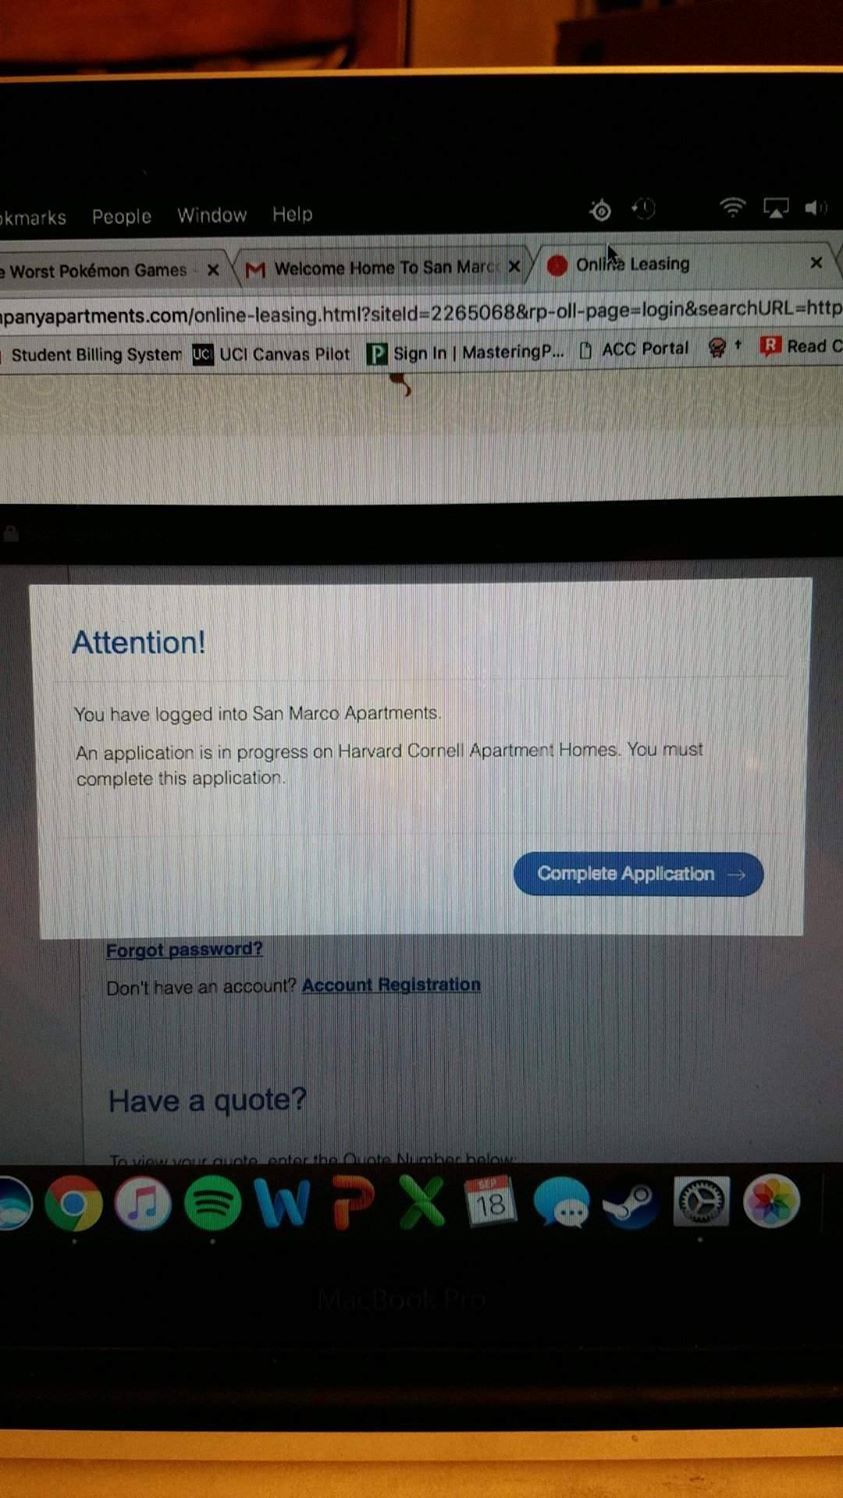 People Window Help
Worst Pokémon Games
Welcome Home To San
Online Leasing
panyapartments.com/online-leasing.html?siteId=2265068&rp-oll-page=login&searchURL=http
Student Billing System
UCI Canvas Pilot
P
Sign In | MasteringP...
ACC Portal
R
Read
Attention!
You have logged into San Marco Apartments.
An application is in progress on Harvard Cornell Apartment Homes. You must
complete this application.
Complete Application →
Forgot password?
Don't have an account? Account Registration
Have a quote?
To view your quote, enter the Quote Number below:
SEP
18
MacBook Pro